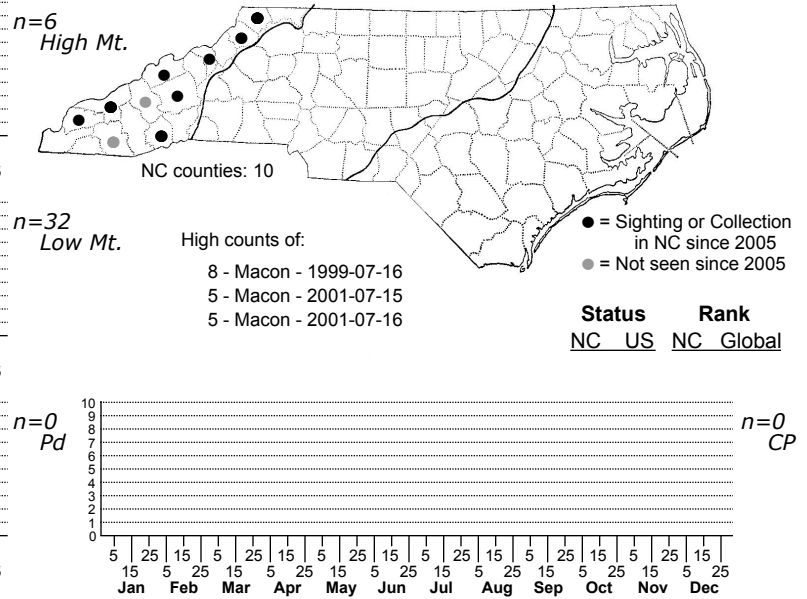 n=6
High Mt.
NC counties: 10
n=32
Low Mt.
High counts of:
8 - Macon - 1999-07-16
5 - Macon - 2001-07-15
5 - Macon - 2001-07-16
● = Sighting or Collection
in NC since 2005
● = Not seen since 2005
Status Rank
NC US NC Global
n=0
Pd
n=0
CP
10
9
8
7
6
5
4
3
2
1
0
5 25 15 5 25 15 5 25 15 5 25 15 5 25 15 5 25 15
15 5 25 15 5 25 15 5 25 15 5 25 15 5 25 15 5 25
Jan Feb Mar Apr May Jun Jul Aug Sep Oct Nov Dec